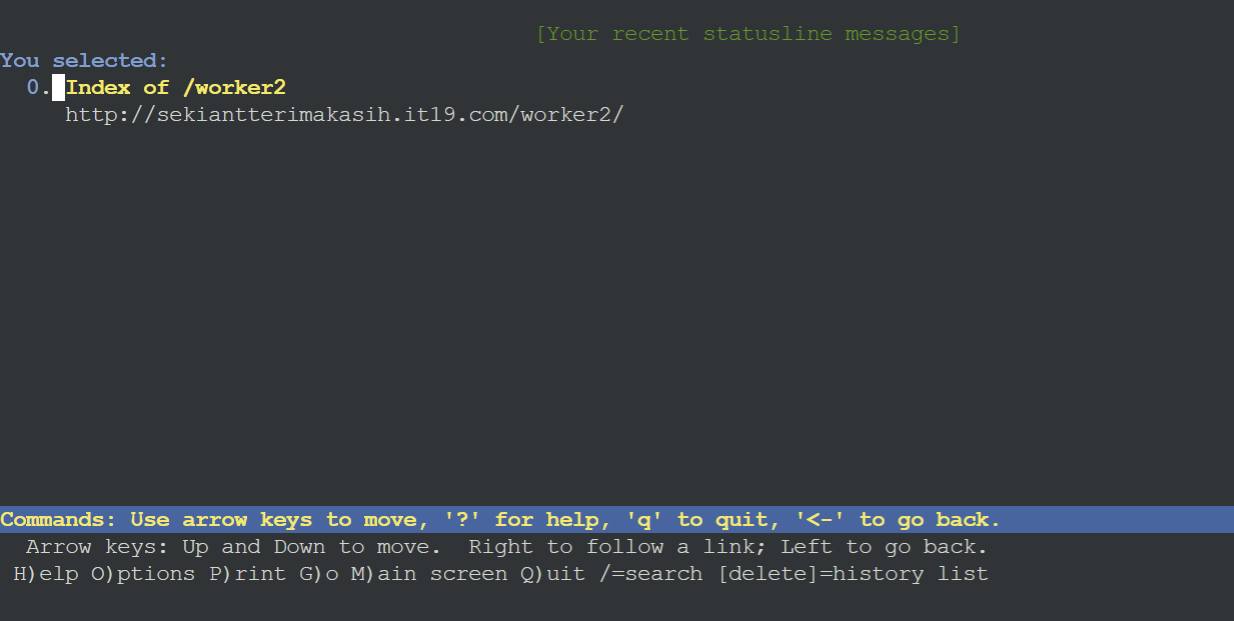 [Your recent statusline messages]
You selected:
0. Index of /worker2
http://sekiantterimakasih.it19.com/worker2/
Commands: Use arrow keys to move, '?' for help, 'q' to quit, '<-' to go back.
Arrow keys: Up and Down to move.  Right to follow a link; Left to go back.
H)elp O)ptions P)rint G)o M)ain screen Q)uit /=search [delete]=history list